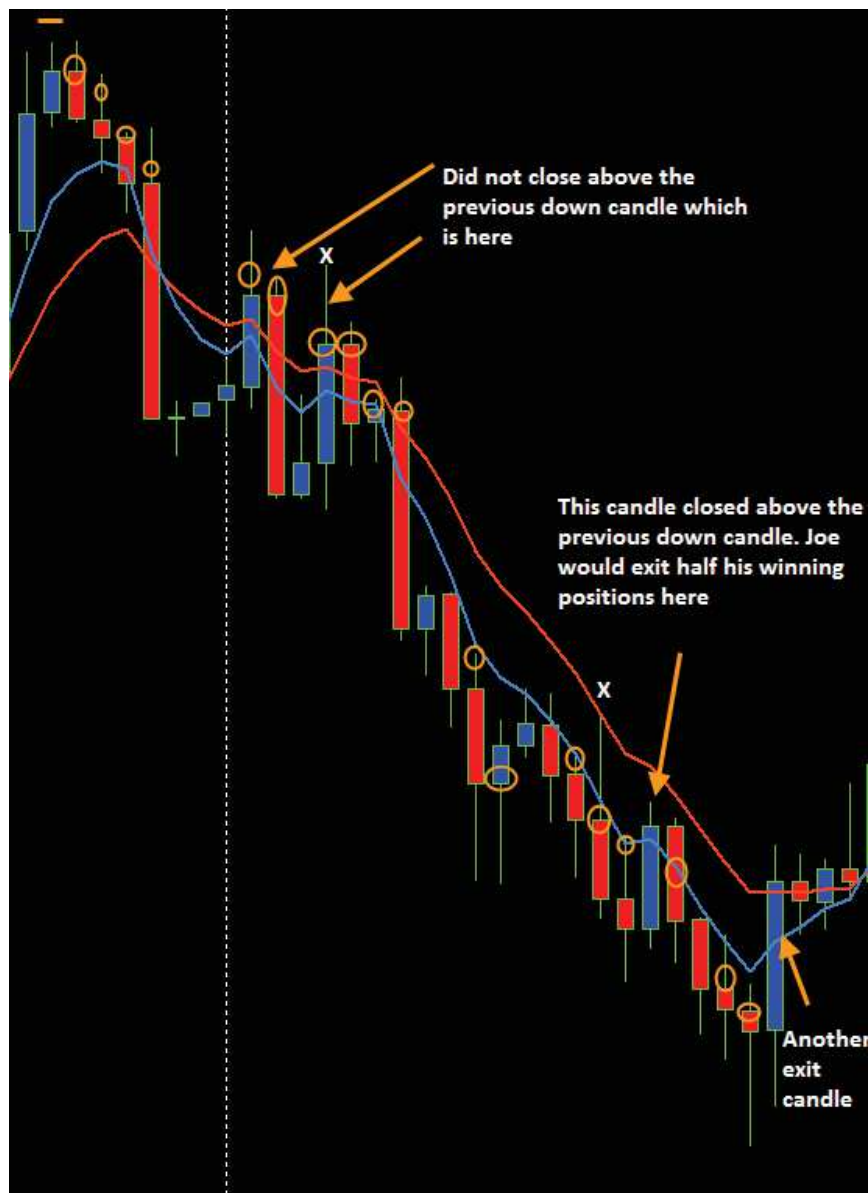 Did not close above the
previous down candle which
is here
X
This candle closed above the
previous down candle. Joe
would exit half his winning
positions here
X
Another
exit
candle